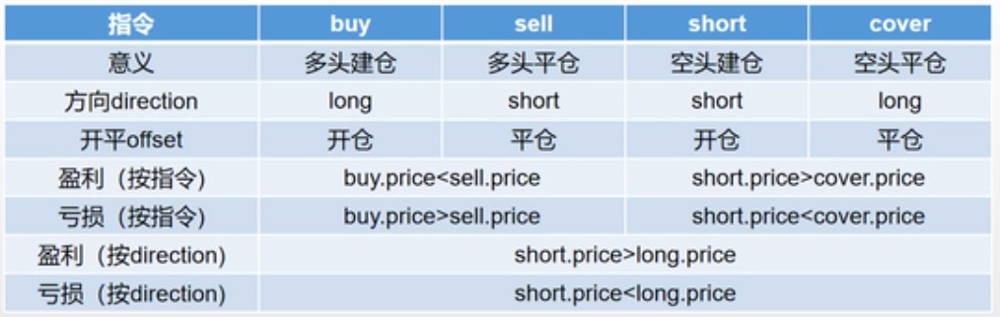 指令 buy sell short cover
意义 多头建仓 多头平仓 空头建仓 空头平仓
方向direction long short short long
开平offset 开仓 平仓 开仓 平仓
盈利（按指令) buy.price<sell.price short.price>cover.price
亏损（按指令) buy.price>sell.price short.price<cover.price
盈利（按direction) short.price>long.price
亏损（按direction) short.price<long.price